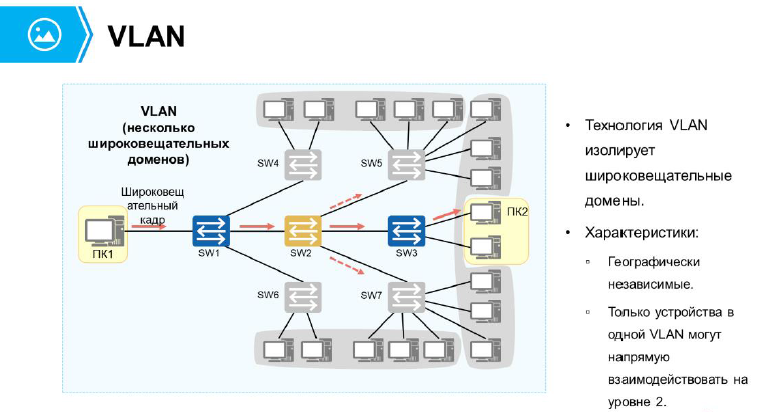 VLAN
VLAN
(несколько
широковещательных
доменов)
Широковещ
ательный
кадр
ПК1
SW1
SW2
SW3
SW4
SW5
SW6
SW7
ПК2
• Технология VLAN
изолирует
широковещательные
домены.
• Характеристики:
▫ Географически
независимые.
▫ Только устройства в
одной VLAN могут
напрямую
взаимодействовать на
уровне 2.